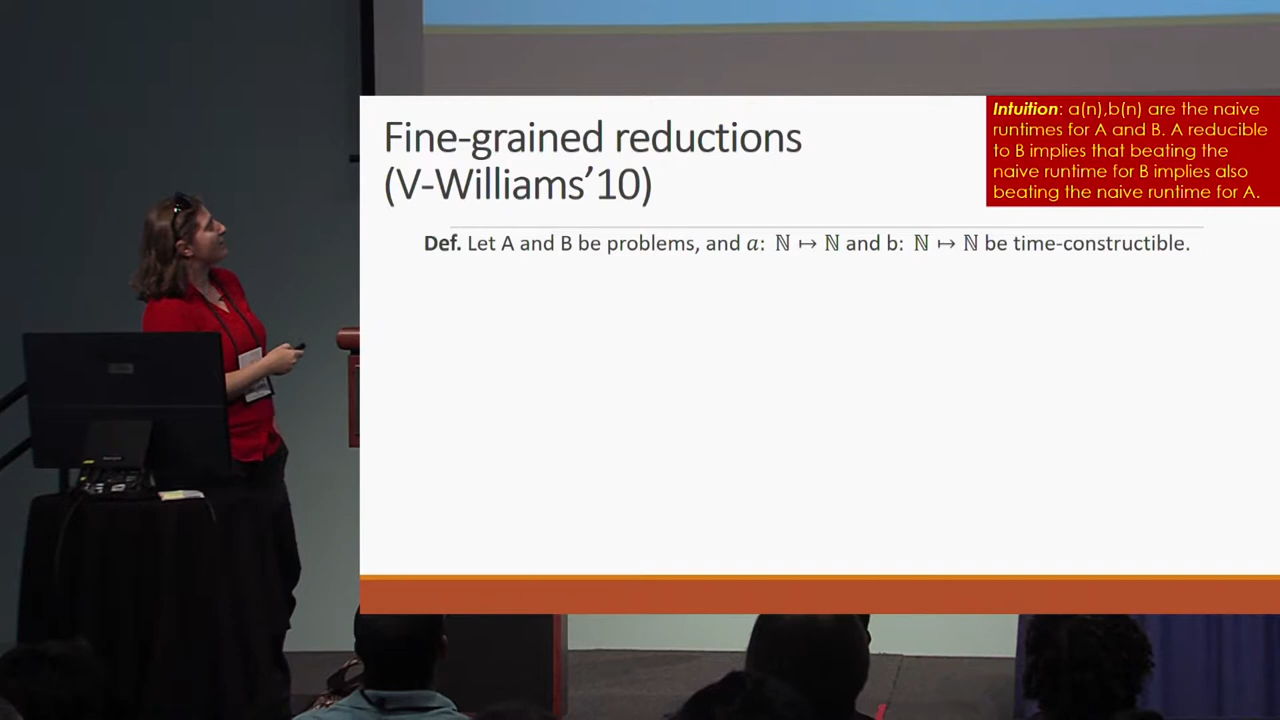 Fine-grained reductions
(V-Williams’10)
Intuition: a(n),b(n) are the naive
runtimes for A and B. A reducible
to B implies that beating the
naive runtime for B implies also
beating the naive runtime for A.
Def. Let A and B be problems, and a: ℕ ↦ ℕ and b: ℕ ↦ ℕ be time-constructible.